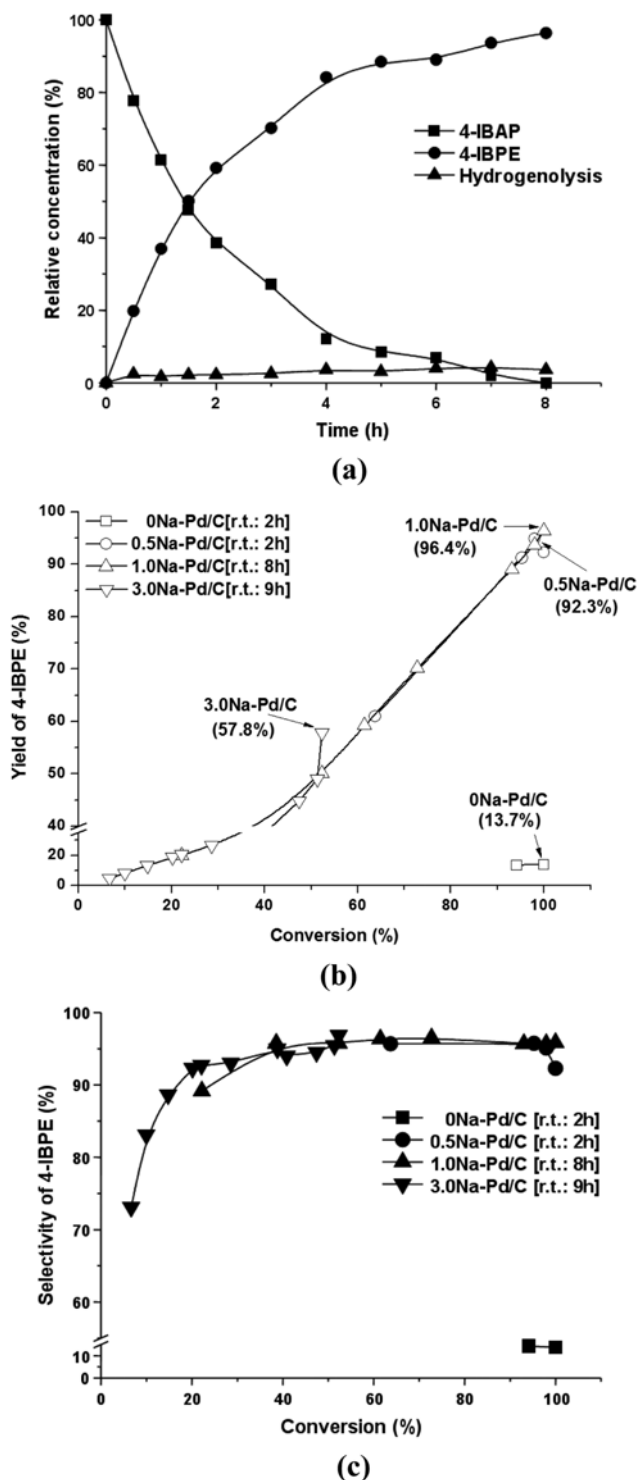 100
80
60
40
20
0
Relative concentration (%)
4-IBAP
4-IBPE
Hydrogenolysis
0
2
4
6
8
Time (h)
(a)
100
95
90
80
70
60
50
40
20
0
Yield of 4-IBPE (%)
0Na-Pd/C[r.t.: 2h]
0.5Na-Pd/C[r.t.: 2h]
1.0Na-Pd/C[r.t.: 8h]
3.0Na-Pd/C[r.t.: 9h]
1.0Na-Pd/C
(96.4%)
0.5Na-Pd/C
(92.3%)
3.0Na-Pd/C
(57.8%)
0Na-Pd/C
(13.7%)
0
20
40
60
80
100
Conversion (%)
(b)
100
90
80
70
60
10
0
Selectivity of 4-IBPE (%)
0Na-Pd/C [r.t.: 2h]
0.5Na-Pd/C [r.t.: 2h]
1.0Na-Pd/C [r.t.: 8h]
3.0Na-Pd/C [r.t.: 9h]
0
20
40
60
80
100
Conversion (%)
(c)